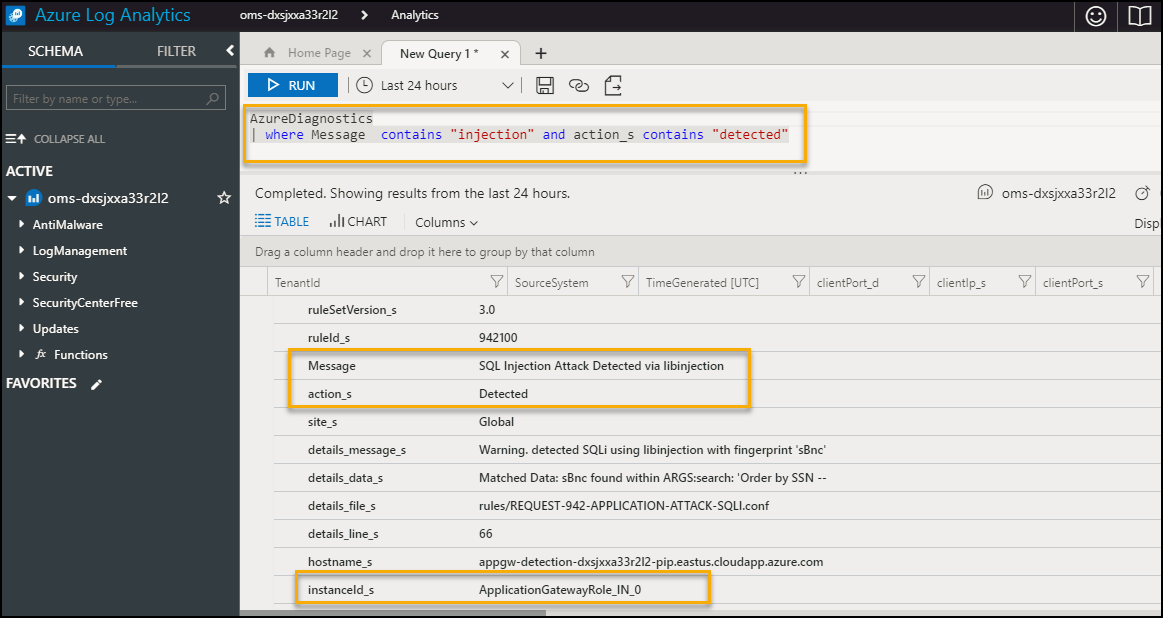 Azure Log Analytics oms-dxsjxxa33r2l2 > Analytics
SCHEMA FILTER
Home Page × New Query 1 * × +
RUN Last 24 hours
Filter by name or type...
AzureDiagnostics
| where Message contains "injection" and action_s contains "detected"
COLLAPSE ALL
ACTIVE
oms-dxsjxxa33r2l2
AntiMalware
LogManagement
Security
SecurityCenterFree
Updates
fx Functions
FAVORITES
...
Completed. Showing results from the last 24 hours. oms-dxsjxxa33r2l2
TABLE CHART Columns Disp
Drag a column header and drop it here to group by that column
TenantId SourceSystem TimeGenerated [UTC] clientPort_d clientIp_s clientPort_s
ruleSetVersion_s 3.0
ruleId_s 942100
Message SQL Injection Attack Detected via libinjection
action_s Detected
site_s Global
details_message_s Warning. detected SQLi using libinjection with fingerprint 'sBnc'
details_data_s Matched Data: sBnc found within ARGS:search: 'Order by SSN --
details_file_s rules/REQUEST-942-APPLICATION-ATTACK-SQLI.conf
details_line_s 66
hostname_s appgw-detection-dxsjxxa33r2l2-pip.eastus.cloudapp.azure.com
instanceId_s ApplicationGatewayRole_IN_0